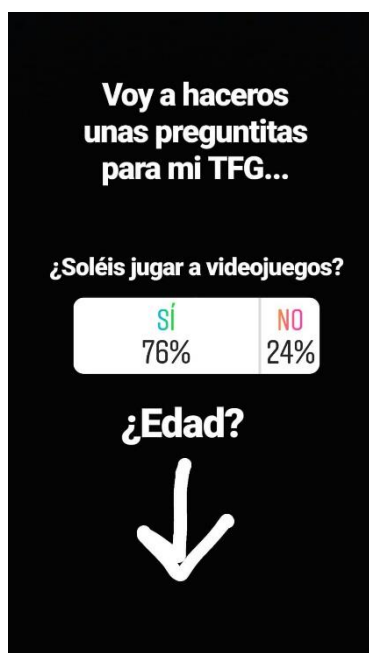 Voy a haceros
unas preguntitas
para mi TFG...
¿Soléis jugar a videojuegos?
SÍ NO
76% 24%
¿Edad?